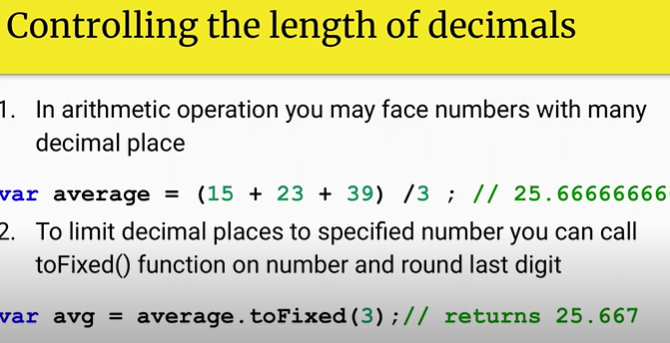 Controlling the length of decimals
1. In arithmetic operation you may face numbers with many
decimal place
var average = (15 + 23 + 39) /3 ; // 25.66666666
2. To limit decimal places to specified number you can call
toFixed() function on number and round last digit
var avg = average.toFixed(3);// returns 25.667